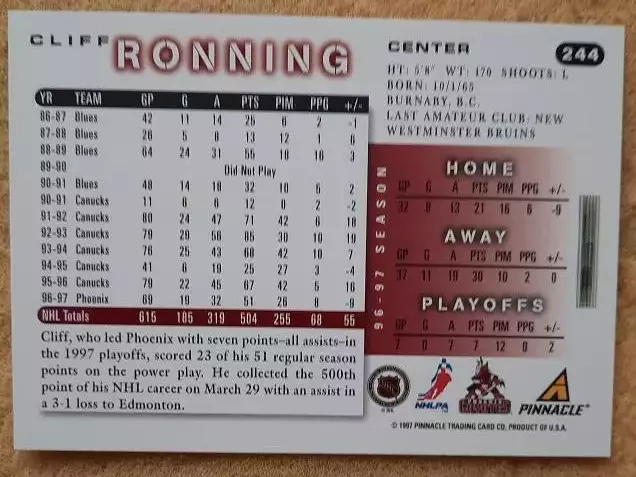 CLIFF RONNING
CENTER
244
HT: 5'8" WT: 170 SHOOTS: L
BORN: 10/1/65
BURNABY, B.C.
LAST AMATEUR CLUB: NEW
WESTMINSTER BRUINS
YR TEAM GP G A PTS PIM PPG +/-
86-87 Blues 42 11 14 25 6 2 -1
87-88 Blues 26 5 8 13 12 1 6
88-89 Blues 64 24 31 55 18 16 3
89-90 Did Not Play
90-91 Blues 48 14 18 32 10 5 2
90-91 Canucks 11 6 6 12 0 2 -2
91-92 Canucks 80 24 47 71 42 6 18
92-93 Canucks 79 29 56 85 30 10 19
93-94 Canucks 76 25 43 68 42 10 7
94-95 Canucks 41 6 19 25 27 3 -4
95-96 Canucks 79 22 45 67 42 5 16
96-97 Phoenix 69 19 32 51 26 8 -9
NHL Totals 615 185 319 504 255 68 55
Cliff, who led Phoenix with seven points–all assists–in
the 1997 playoffs, scored 23 of his 51 regular season
points on the power play. He collected the 500th
point of his NHL career on March 29 with an assist in
a 3-1 loss to Edmonton.
96-97 SEASON
HOME
GP G A PTS PIM PPG +/-
32 8 13 21 16 6 -9
AWAY
GP G A PTS PIM PPG +/-
37 11 19 30 10 2 0
PLAYOFFS
GP G A PTS PIM PPG +/-
7 0 7 7 12 0 2
NHLPA
COYOTES
PINNACLE
© 1997 PINNACLE TRADING CARD CO, PRODUCT OF U.S.A.